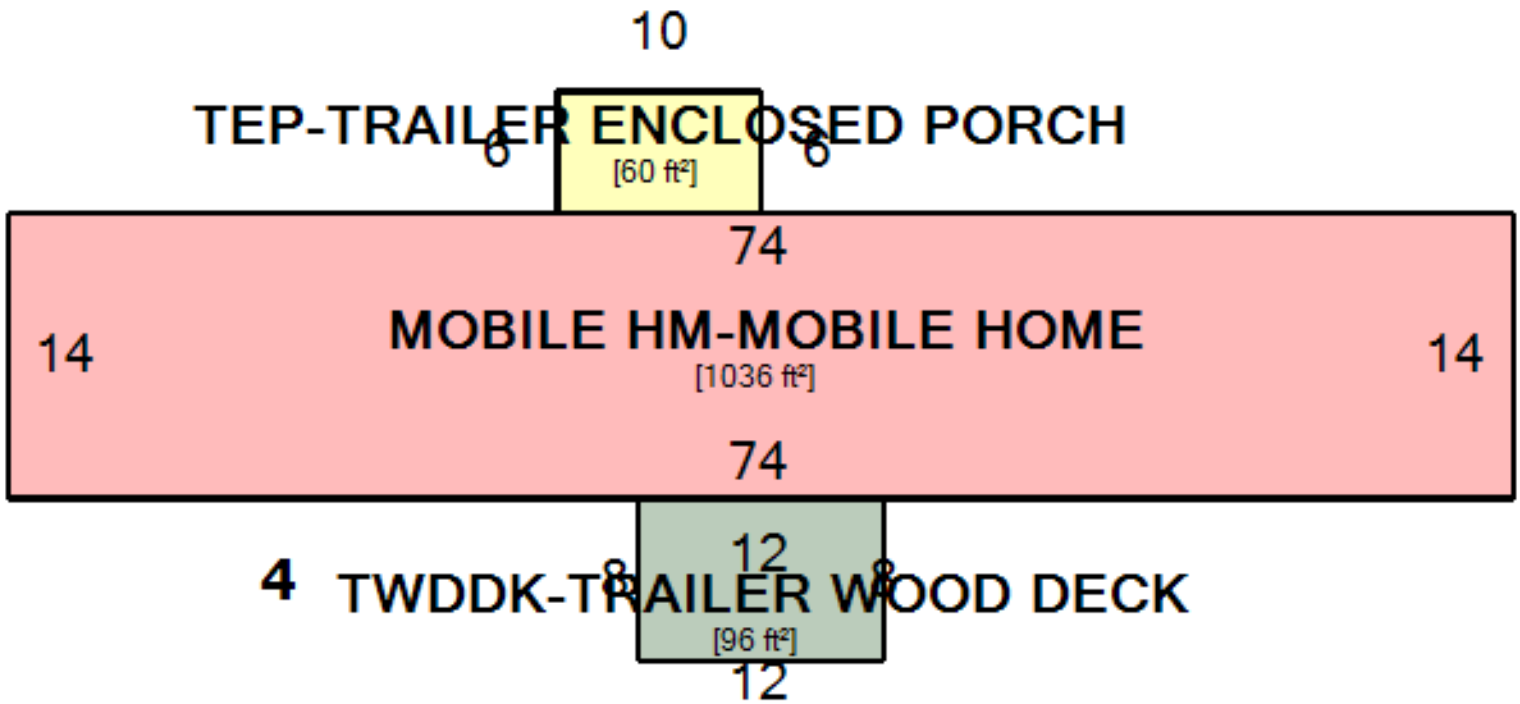 10
TEP-TRAILER ENCLOSED PORCH
6 6
[60 ft²]
74
MOBILE HM-MOBILE HOME
14 14
[1036 ft²]
74
12
4 TWDDK-TRAILER WOOD DECK
8 8
[96 ft²]
12